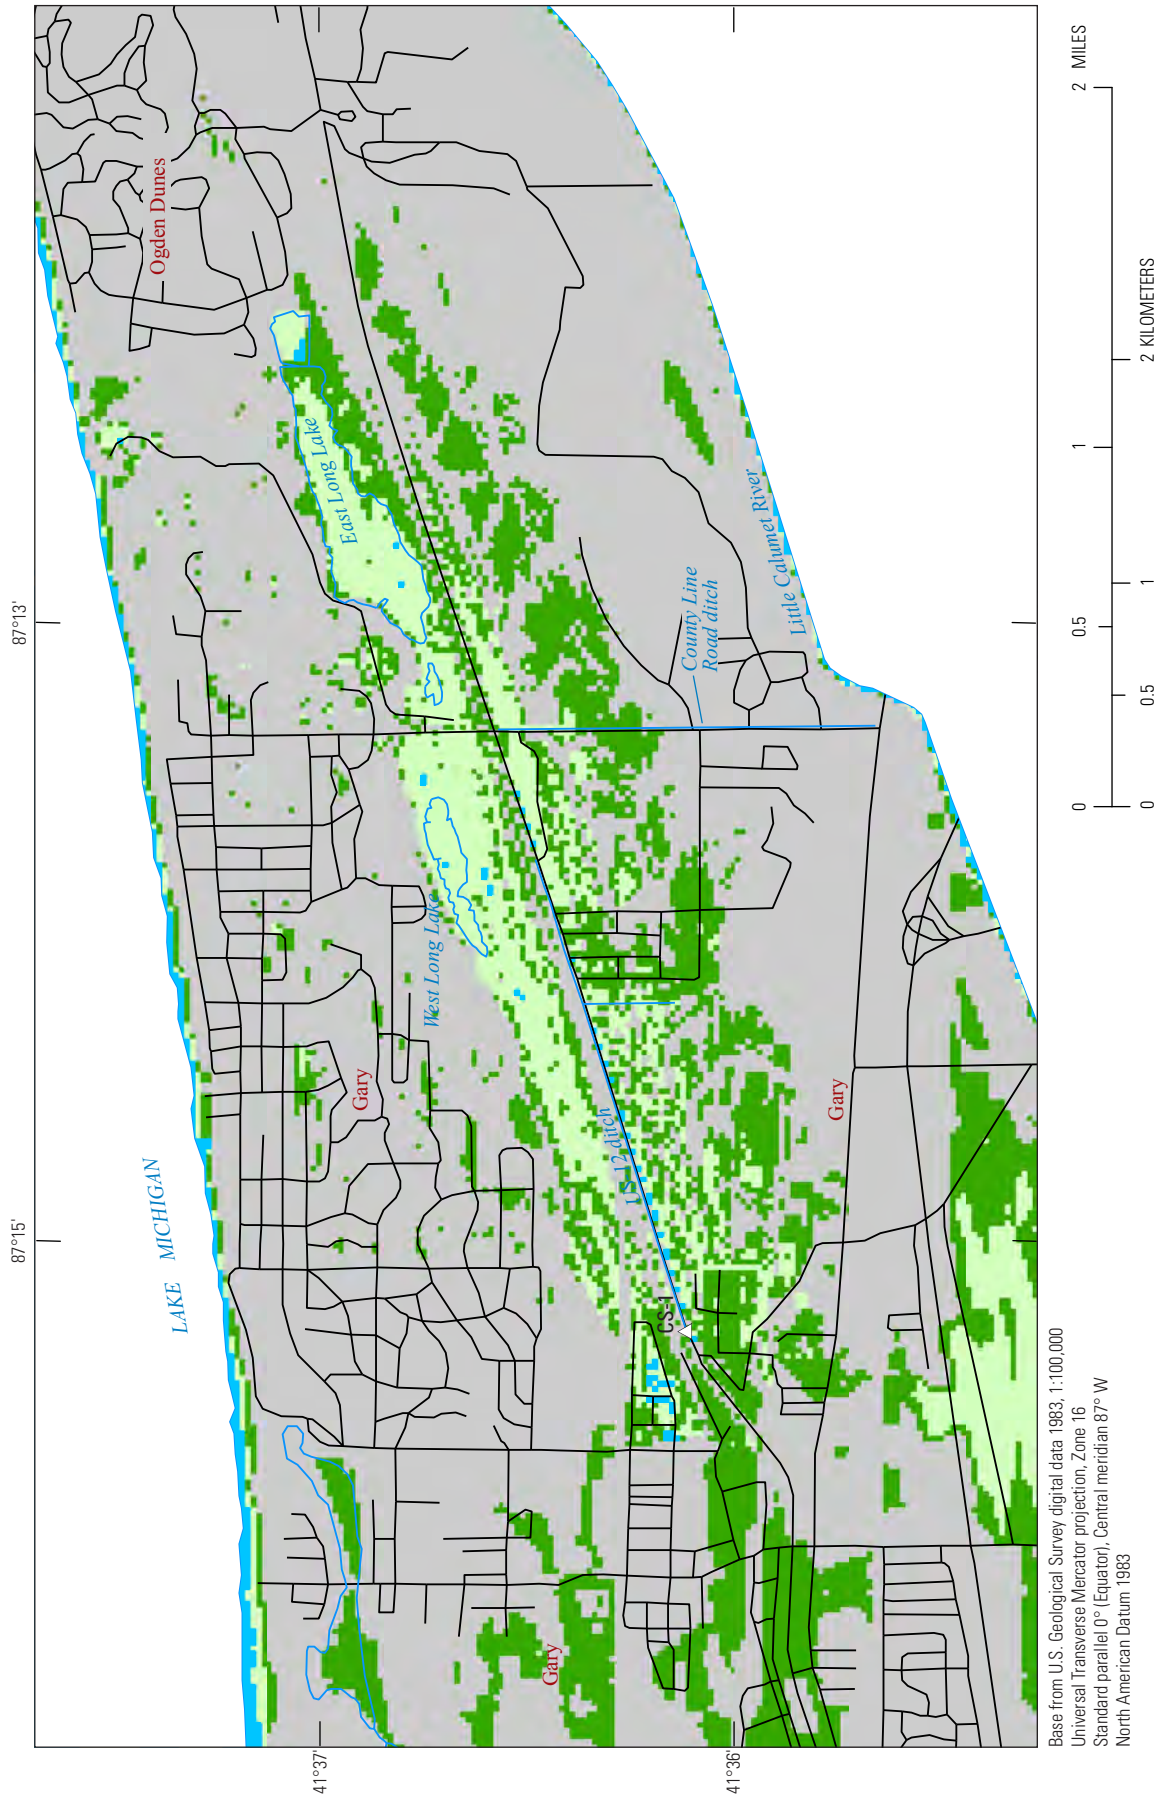 87°15'
87°13'
LAKE MICHIGAN
Ogden Dunes
41°37'
East Long Lake
West Long Lake
Gary
Gary
US-12 ditch
CS-1
County Line
Road ditch
Little Calumet River
Gary
41°36'
Base from U.S. Geological Survey digital data 1983, 1:100,000
Universal Transverse Mercator projection, Zone 16
Standard parallel 0° (Equator), Central meridian 87° W
North American Datum 1983
0 0.5 1 2 MILES
0 0.5 1 2 KILOMETERS